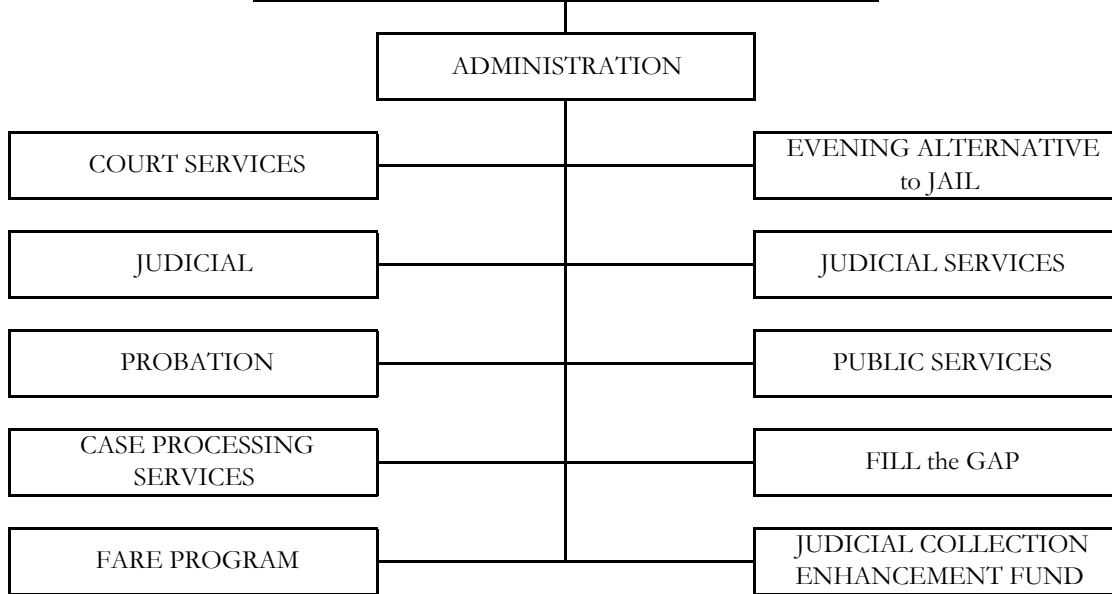 ADMINISTRATION
COURT SERVICES
EVENING ALTERNATIVE
to JAIL
JUDICIAL
JUDICIAL SERVICES
PROBATION
PUBLIC SERVICES
CASE PROCESSING
SERVICES
FILL the GAP
FARE PROGRAM
JUDICIAL COLLECTION
ENHANCEMENT FUND